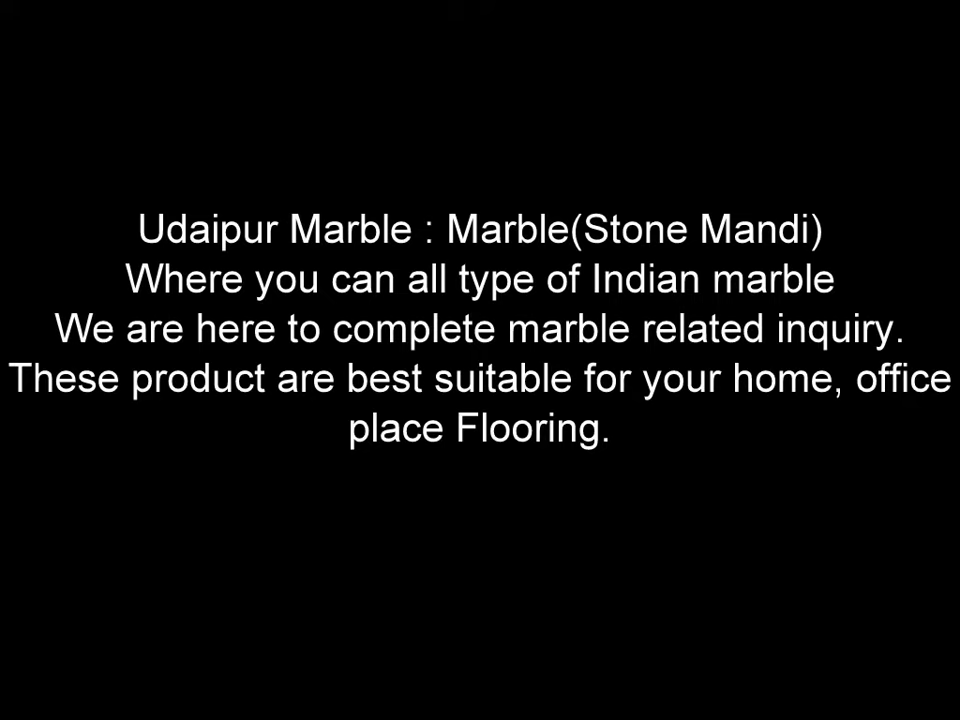 Udaipur Marble : Marble(Stone Mandi)
Where you can all type of Indian marble
We are here to complete marble related inquiry.
These product are best suitable for your home, office
place Flooring.